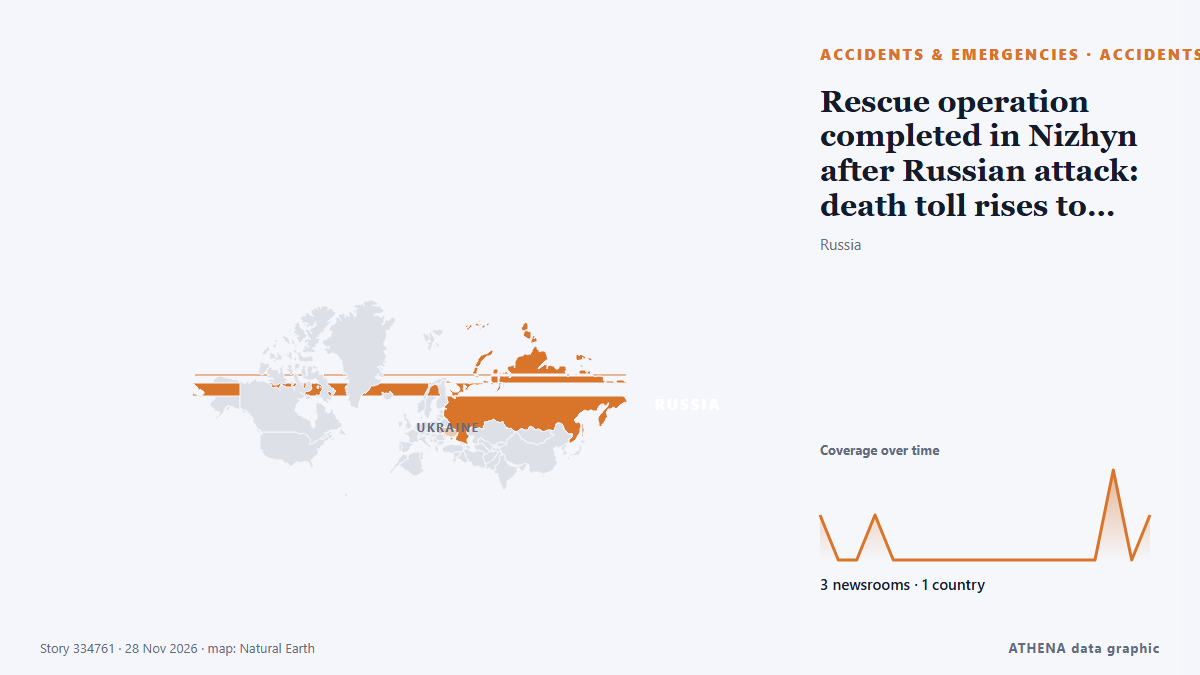 ACCIDENTS & EMERGENCIES · ACCIDENTS
Rescue operation
completed in Nizhyn
after Russian attack:
death toll rises to...
Russia
RUSSIA
UKRAINE
Coverage over time
3 newsrooms · 1 country
Story 334761 · 28 Nov 2026 · map: Natural Earth
ATHENA data graphic